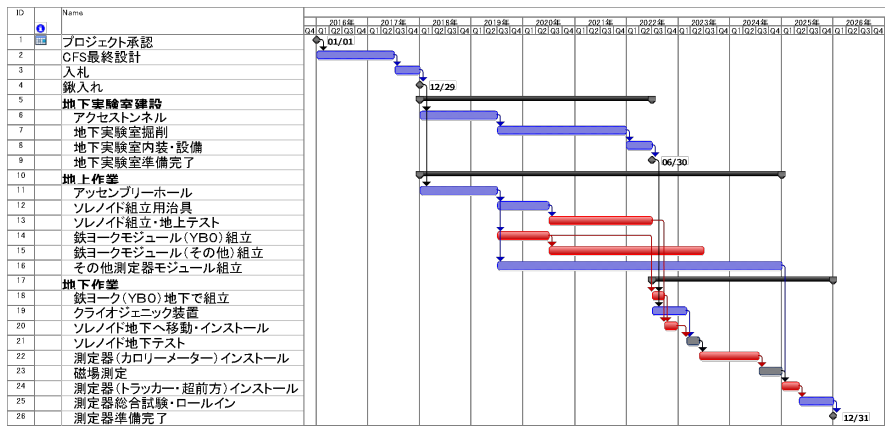 ID Name 2016年 2017年 2018年 2019年 2020年 2021年 2022年 2023年 2024年 2025年 2026年
Q4 Q1 Q2 Q3 Q4 Q1 Q2 Q3 Q4 Q1 Q2 Q3 Q4 Q1 Q2 Q3 Q4 Q1 Q2 Q3 Q4 Q1 Q2 Q3 Q4 Q1 Q2 Q3 Q4 Q1 Q2 Q3 Q4 Q1 Q2 Q3 Q4 Q1 Q2 Q3 Q4 Q1 Q2 Q3 Q4
1 プロジェクト承認 01/01
2 CFS最終設計
3 入札
4 鍬入れ 12/29
5 地下実験室建設
6 アクセストンネル
7 地下実験室掘削
8 地下実験室内装・設備
9 地下実験室準備完了 06/30
10 地上作業
11 アッセンブリーホール
12 ソレノイド組立用治具
13 ソレノイド組立・地上テスト
14 鉄ヨークモジュール(YB0)組立
15 鉄ヨークモジュール(その他)組立
16 その他測定器モジュール組立
17 地下作業
18 鉄ヨーク(YB0)地下で組立
19 クライオジェニック装置
20 ソレノイド地下へ移動・インストール
21 ソレノイド地下テスト
22 測定器(カロリーメーター)インストール
23 磁場測定
24 測定器(トラッカー・超前方)インストール
25 測定器総合試験・ロールイン
26 測定器準備完了 12/31